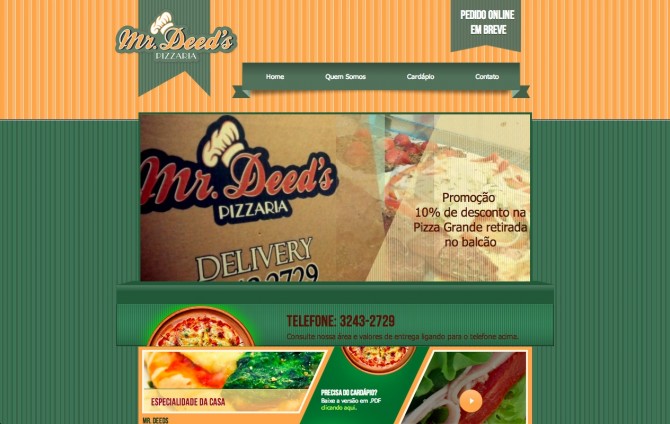 Mr. Deed's
PIZZARIA
PEDIDO ONLINE
EM BREVE
Home
Quem Somos
Cardápio
Contato
Mr. Deed's
PIZZARIA
DELIVERY
2729
Promoção
10% de desconto na
Pizza Grande retirada
no balcão
TELEFONE: 3243-2729
Consulte nossa área e valores de entrega ligando para o telefone acima.
ESPECIALIDADE DA CASA
PRECISA DO CARDÁPIO?
Baixe a versão em .PDF
clicando aqui.
MR. DEEDS